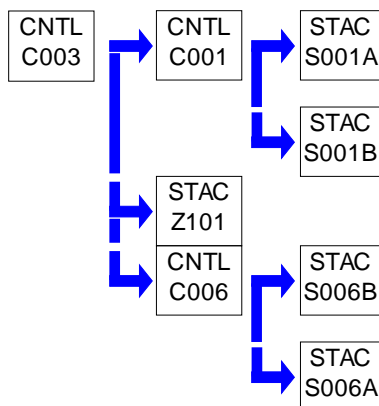 CNTL
C003
CNTL
C001
STAC
S001A
STAC
S001B
STAC
Z101
CNTL
C006
STAC
S006B
STAC
S006A